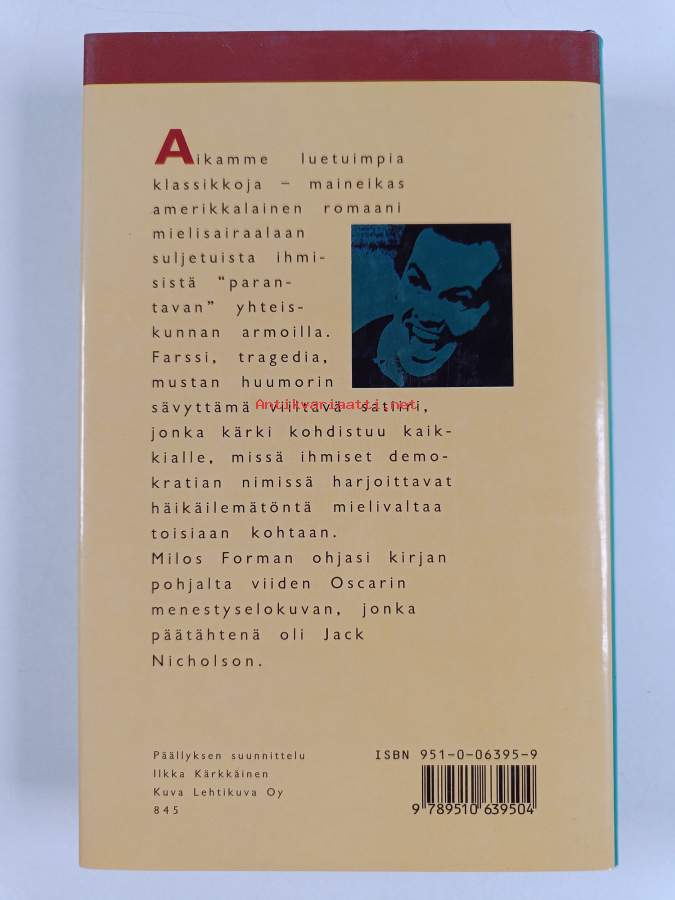 Aikamme luetuimpia
klassikkoja – maineikas
amerikkalainen romaani
mielisairaalaan
suljetuista ihmi-
sistä "paran-
tavan" yhteis-
kunnan armoilla.
Farssi, tragedia,
mustan huumorin
Antikvariaatti.net
sävyttämä viiltävä satiiri,
jonka kärki kohdistuu kaik-
kialle, missä ihmiset demo-
kratian nimissä harjoittavat
häikäilemätöntä mielivaltaa
toisiaan kohtaan.
Milos Forman ohjasi kirjan
pohjalta viiden Oscarin
menestyselokuvan, jonka
päätähtenä oli Jack
Nicholson.
Päällyksen suunnittelu
Ilkka Kärkkäinen
Kuva Lehtikuva Oy
845
ISBN 951-0-06395-9
9 789510 639504